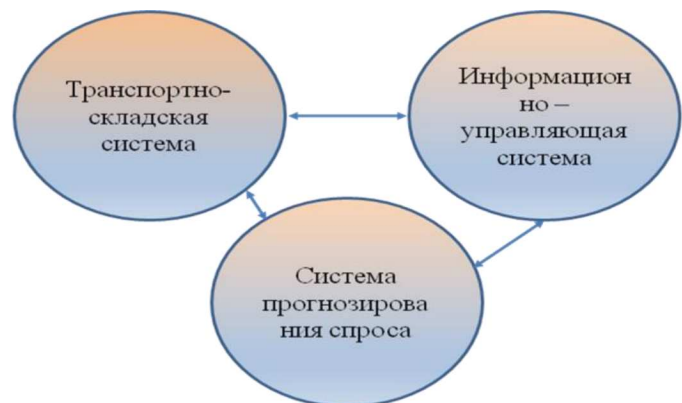 Транспортно-
складская
система
Информацион
но –
управляющая
система
Система
прогнозирова
ния спроса